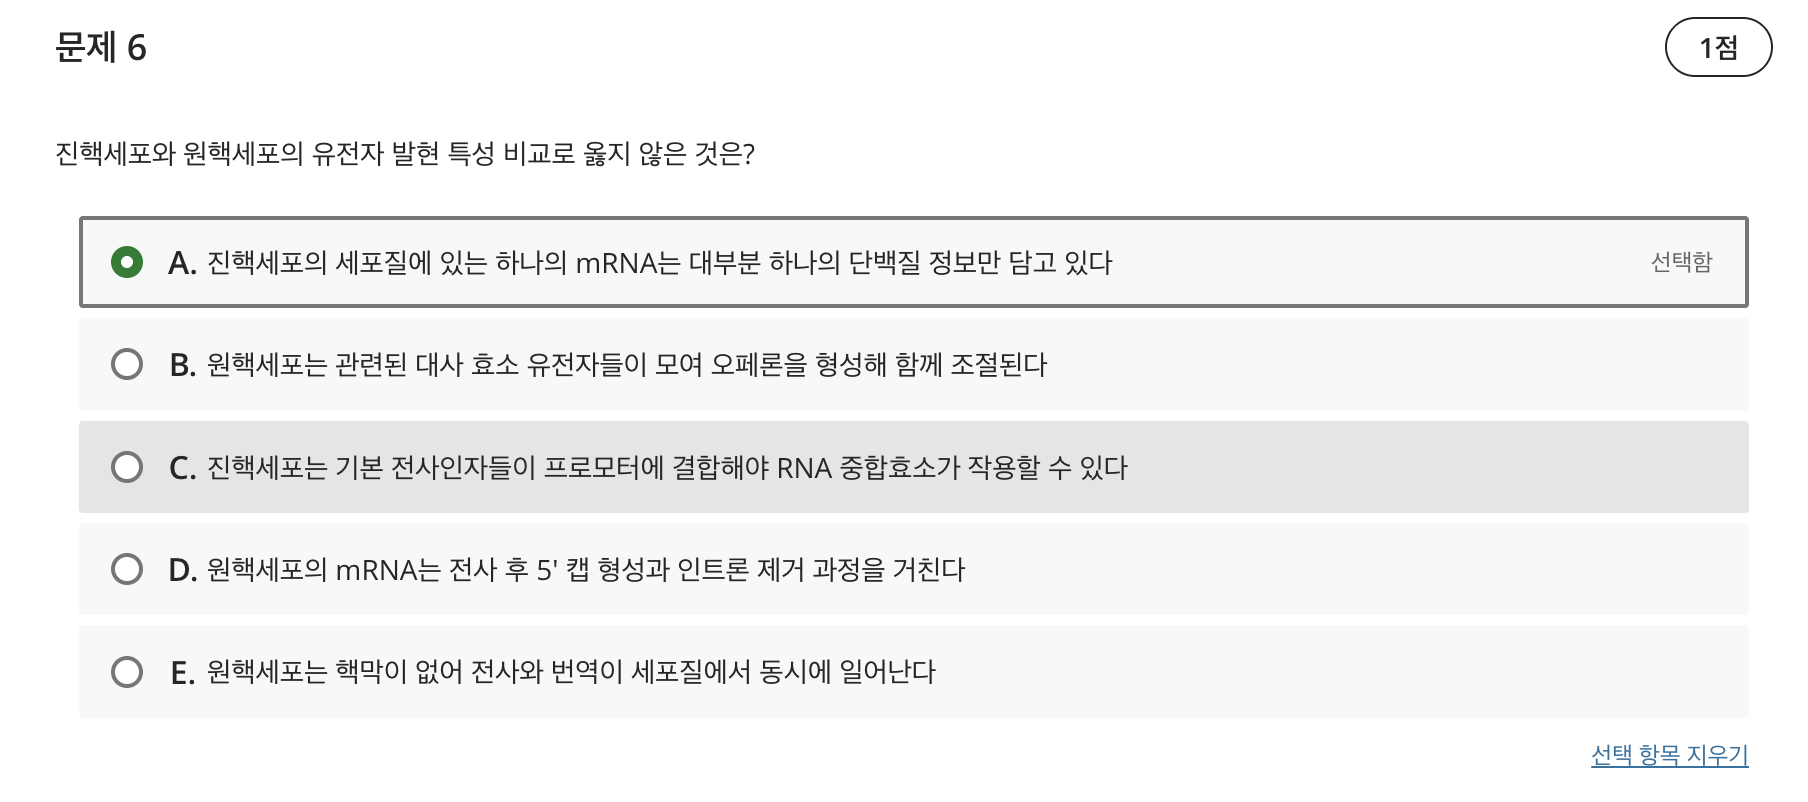 문제 6
1점
진핵세포와 원핵세포의 유전자 발현 특성 비교로 옳지 않은 것은?
A. 진핵세포의 세포질에 있는 하나의 mRNA는 대부분 하나의 단백질 정보만 담고 있다
선택함
B. 원핵세포는 관련된 대사 효소 유전자들이 모여 오페론을 형성해 함께 조절된다
C. 진핵세포는 기본 전사인자들이 프로모터에 결합해야 RNA 중합효소가 작용할 수 있다
D. 원핵세포의 mRNA는 전사 후 5' 캡 형성과 인트론 제거 과정을 거친다
E. 원핵세포는 핵막이 없어 전사와 번역이 세포질에서 동시에 일어난다
선택 항목 지우기